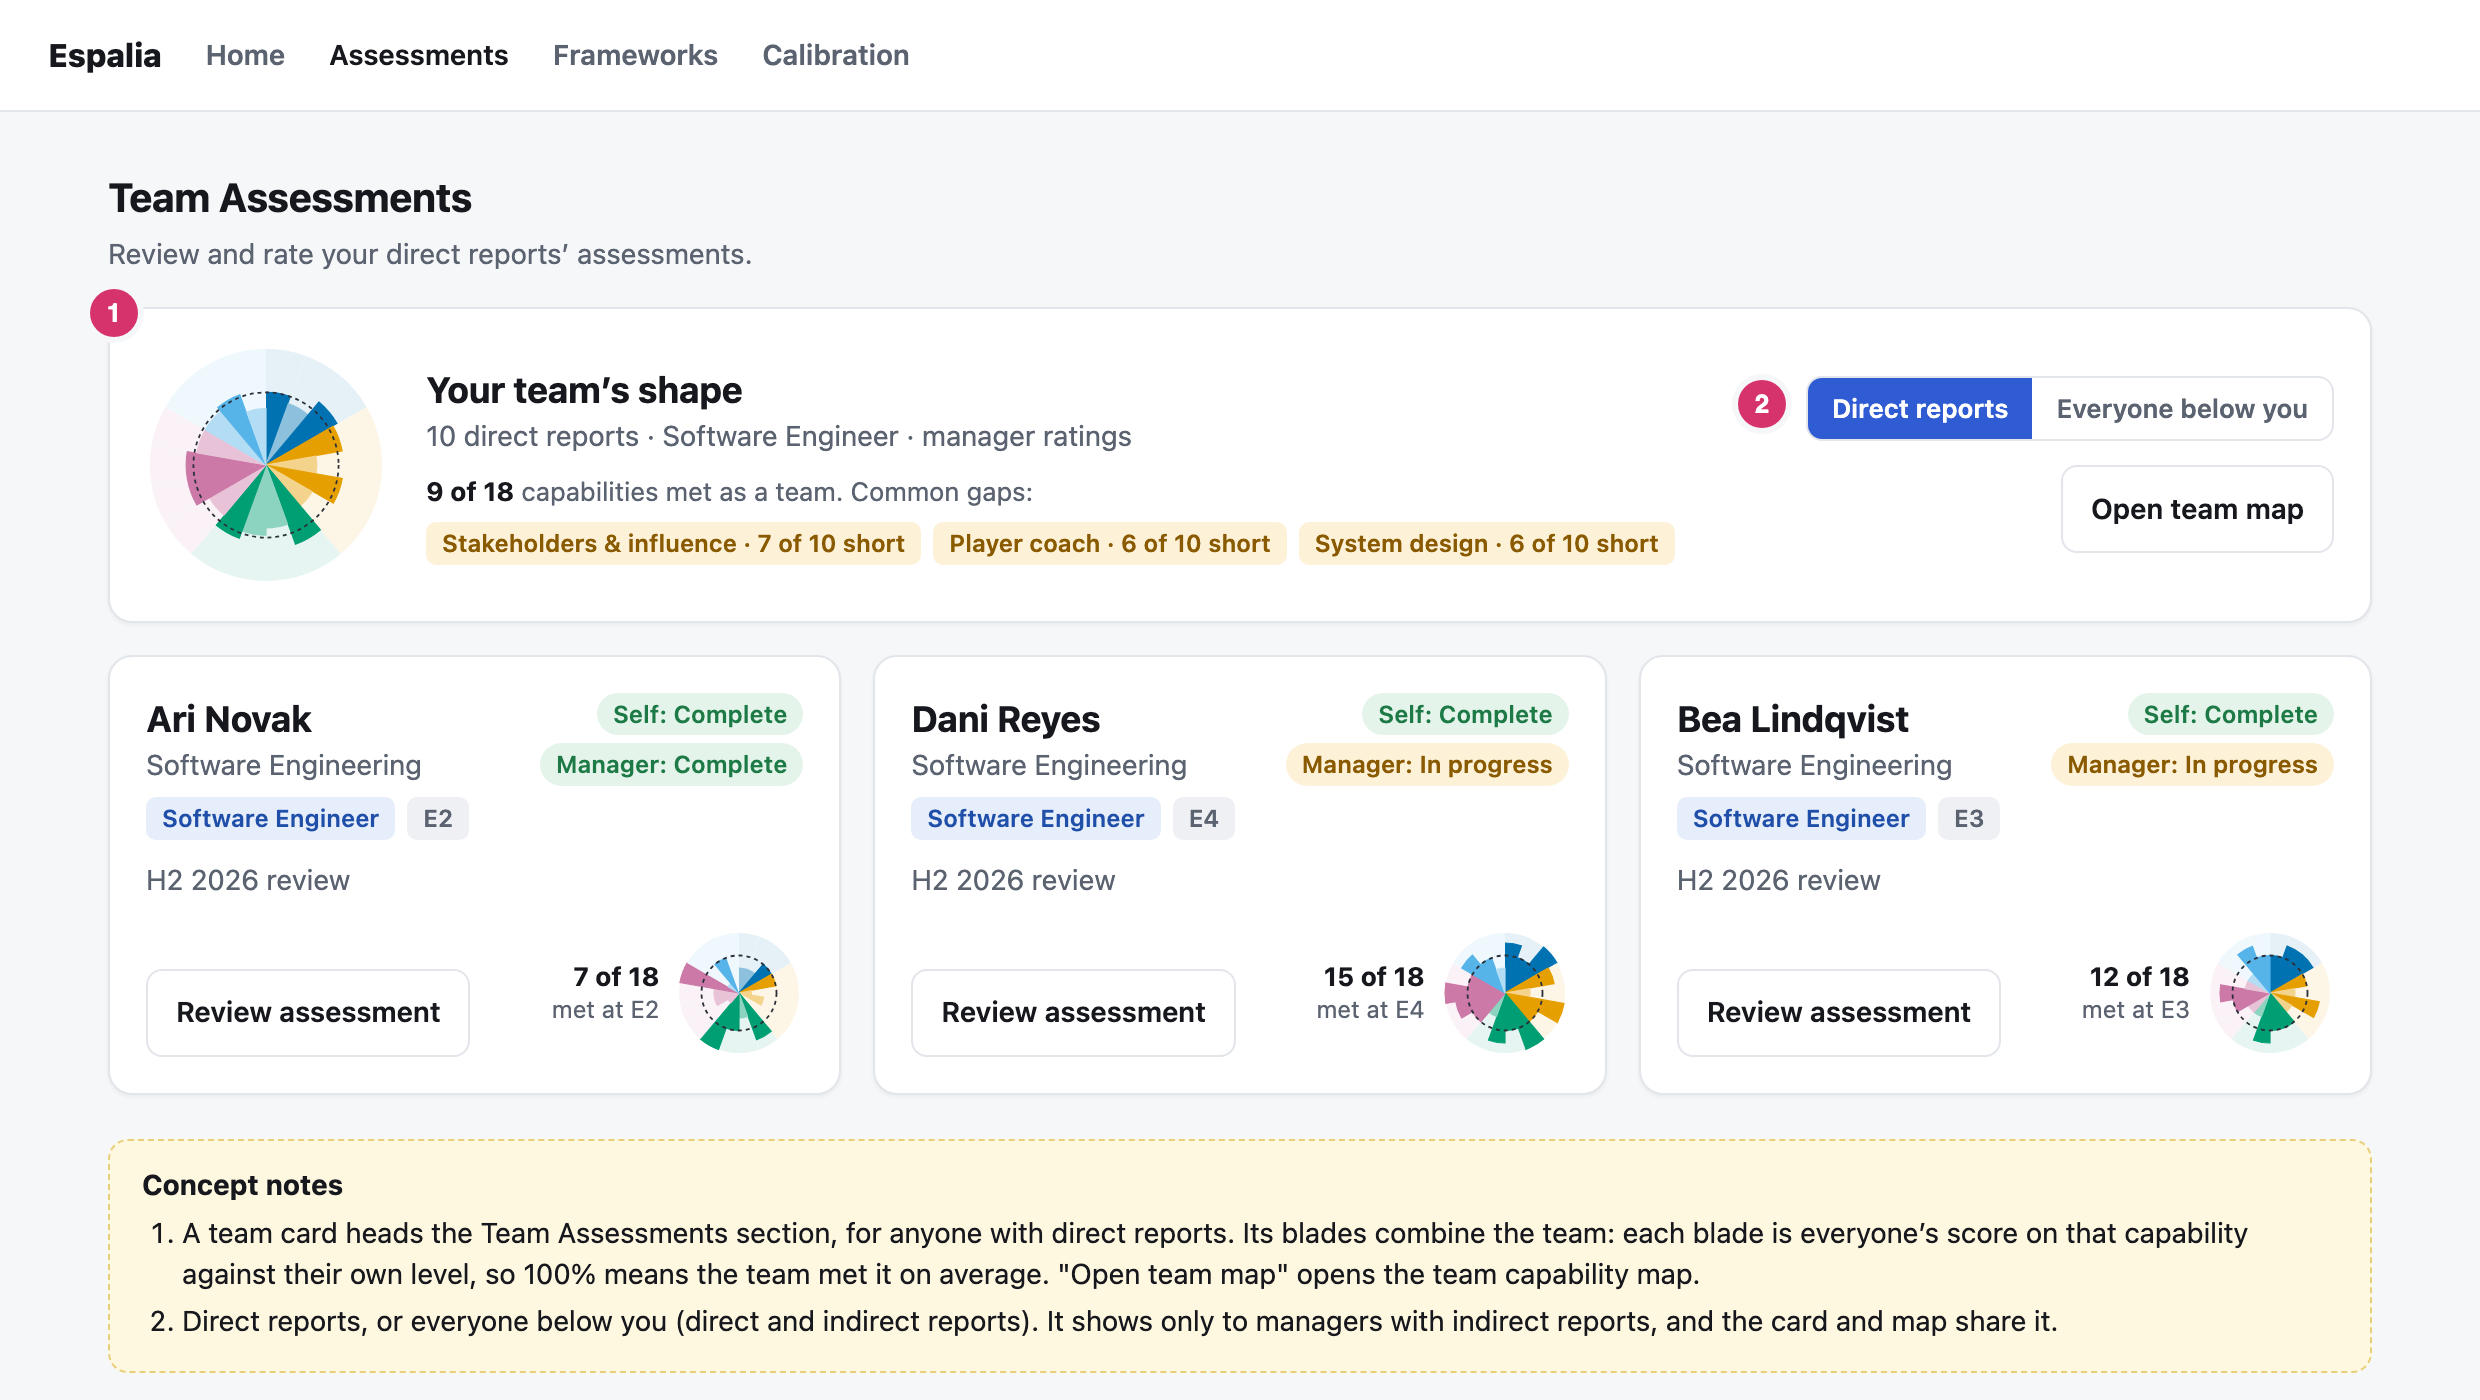 Espalia Home Assessments Frameworks Calibration
Team Assessments
Review and rate your direct reports’ assessments.
1
Your team’s shape
10 direct reports · Software Engineer · manager ratings
9 of 18 capabilities met as a team. Common gaps:
Stakeholders & influence · 7 of 10 short
Player coach · 6 of 10 short
System design · 6 of 10 short
2
Direct reports
Everyone below you
Open team map
Ari Novak
Self: Complete
Software Engineering
Manager: Complete
Software Engineer
E2
H2 2026 review
Review assessment
7 of 18
met at E2
Dani Reyes
Self: Complete
Software Engineering
Manager: In progress
Software Engineer
E4
H2 2026 review
Review assessment
15 of 18
met at E4
Bea Lindqvist
Self: Complete
Software Engineering
Manager: In progress
Software Engineer
E3
H2 2026 review
Review assessment
12 of 18
met at E3
Concept notes
1. A team card heads the Team Assessments section, for anyone with direct reports. Its blades combine the team: each blade is everyone’s score on that capability
against their own level, so 100% means the team met it on average. "Open team map" opens the team capability map.
2. Direct reports, or everyone below you (direct and indirect reports). It shows only to managers with indirect reports, and the card and map share it.